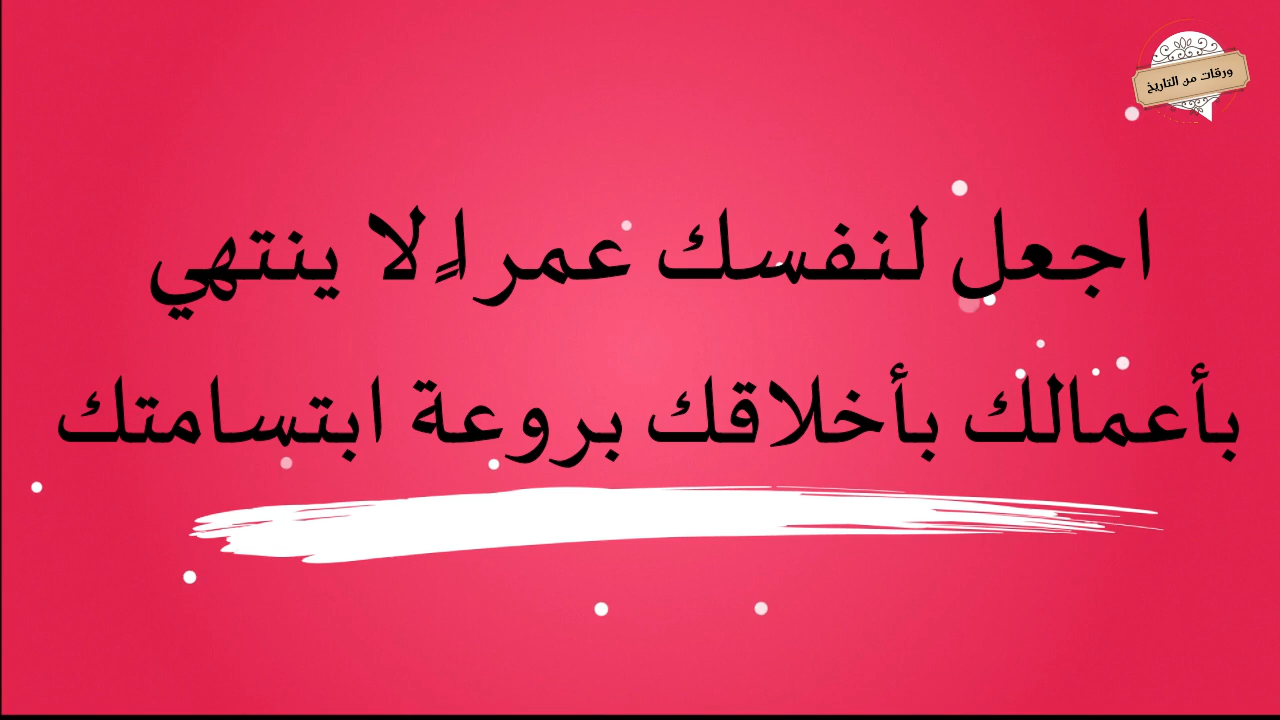 ورقات من التاريخ
اجعل لنفسك عمراٍ لا ينتهي
بأعمالك بأخلاقك بروعة ابتسامتك